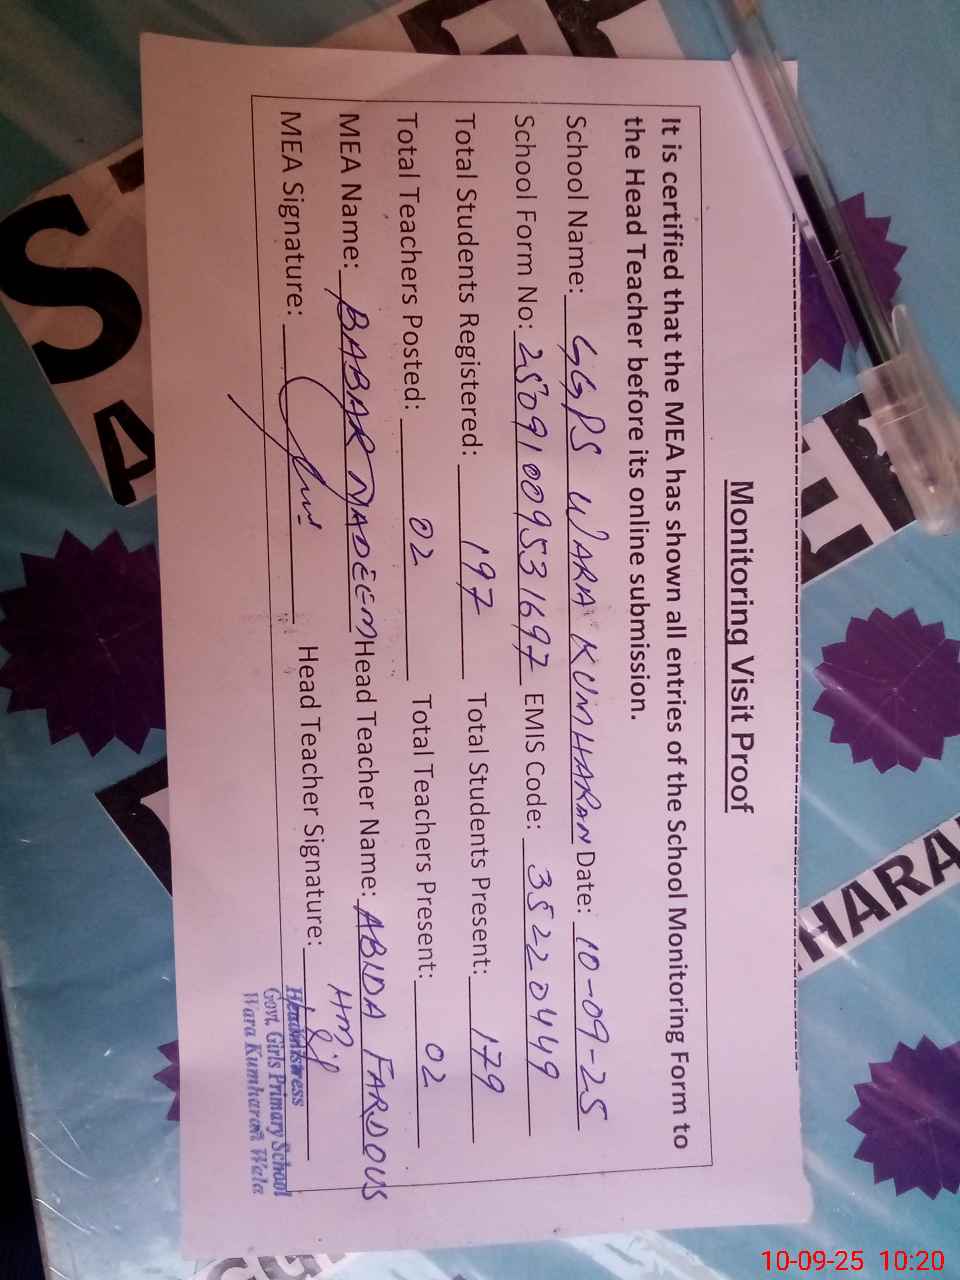 Monitoring Visit Proof
It is certified that the MEA has shown all entries of the School Monitoring Form to
the Head Teacher before its online submission.
School Name: GGPS WARA KUMHARAN Date: 10-09-25
School Form No: 25091009531697 EMIS Code: 35220449
Total Students Registered: 197 Total Students Present: 179
Total Teachers Posted: 02 Total Teachers Present: 02
MEA Name: BABAR NADEEM Head Teacher Name: ABIDA FARDOUS
MEA Signature: Head Teacher Signature:
Headmistress
Govt. Girls Primary School
Wara Kumharan Wala
HARA
10-09-25 10:20